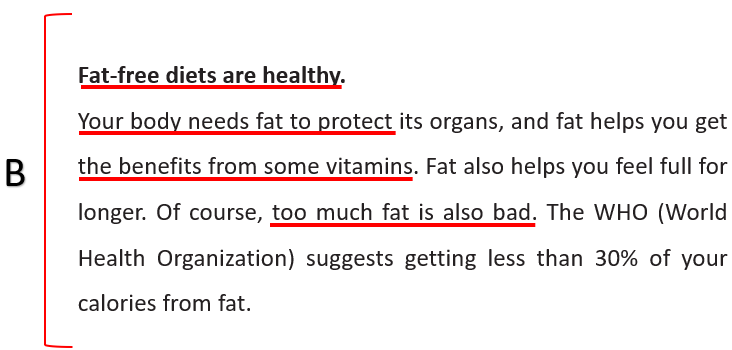 Fat-free diets are healthy.
Your body needs fat to protect its organs, and fat helps you get
B
the benefits from some vitamins. Fat also helps you feel full for
longer. Of course, too much fat is also bad. The WHO (World
Health Organization) suggests getting less than 30% of your
calories from fat.